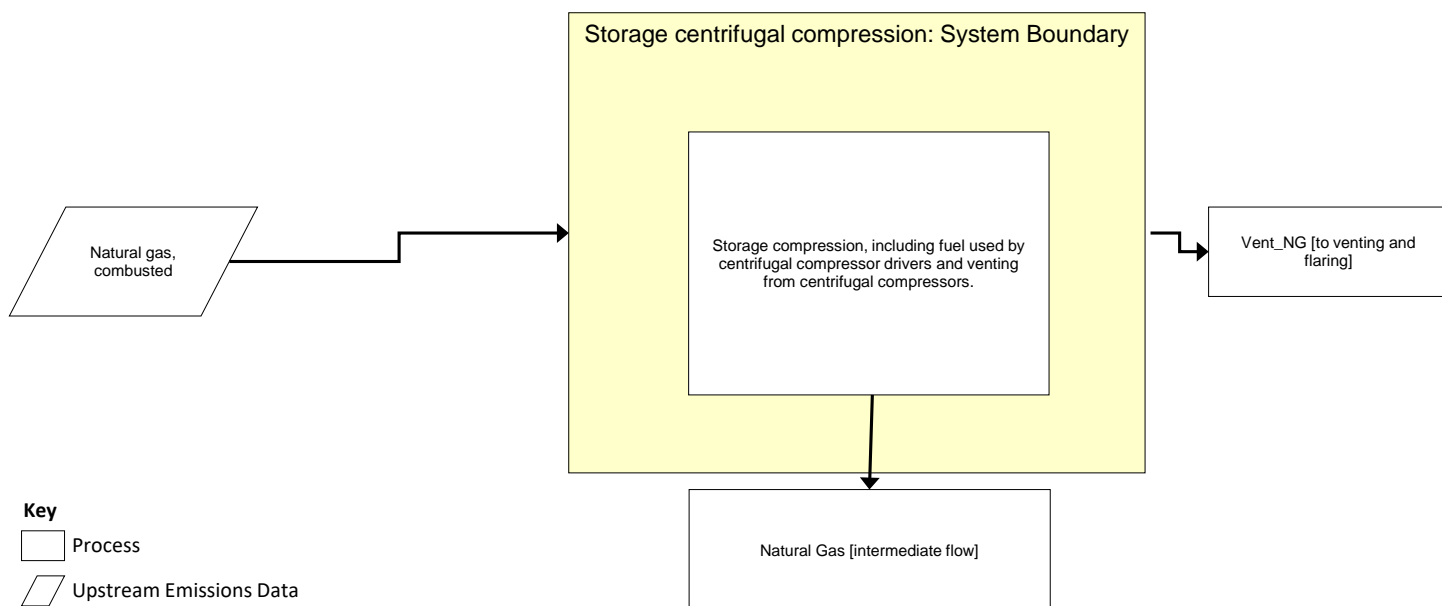 Storage centrifugal compression: System Boundary
Natural gas,
combusted
Storage compression, including fuel used by
centrifugal compressor drivers and venting
from centrifugal compressors.
Vent_NG [to venting and
flaring]
Natural Gas [intermediate flow]
Key
Process
Upstream Emissions Data